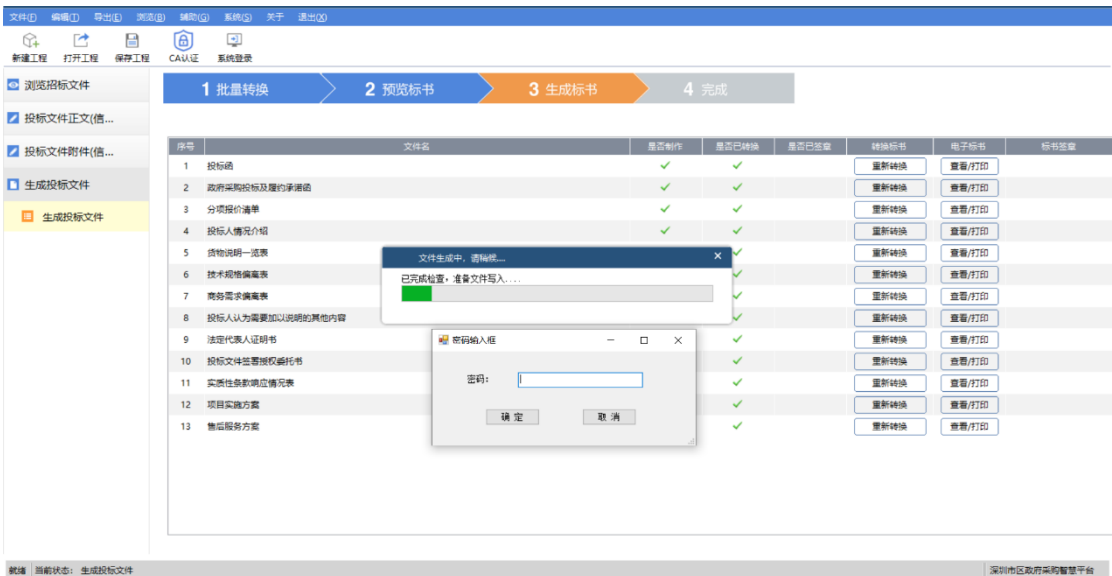 文件(F) 编辑(I) 导出(E) 浏览(B) 辅助(G) 系统(S) 关于 退出(X)
新建工程 打开工程 保存工程 CA认证 系统登录
浏览招标文件
投标文件正文(信...
投标文件附件(信...
生成投标文件
生成投标文件
1 批量转换 2 预览标书 3 生成标书 4 完成
序号 文件名 是否制作 是否已转换 是否已签章 转换标书 电子标书 标书签章
1 投标函 重新转换 查看/打印
2 政府采购投标及履约承诺函 重新转换 查看/打印
3 分项报价清单 重新转换 查看/打印
4 投标人情况介绍 重新转换 查看/打印
5 货物说明一览表 重新转换 查看/打印
6 技术规格偏离表 重新转换 查看/打印
7 商务需求偏离表 重新转换 查看/打印
8 投标人认为需要加以说明的其他内容 重新转换 查看/打印
9 法定代表人证明书 重新转换 查看/打印
10 投标文件签署授权委托书 重新转换 查看/打印
11 实质性条款响应情况表 重新转换 查看/打印
12 项目实施方案 重新转换 查看/打印
13 售后服务方案 重新转换 查看/打印
文件生成中，请稍候....
已完成检查，准备文件写入....
密码输入框
密码:
确 定 取 消
就绪 当前状态: 生成投标文件 深圳市区政府采购智慧平台